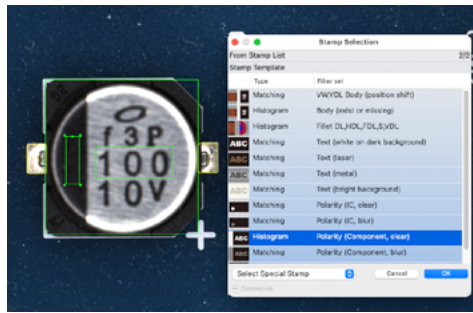 f 3 P
100
10V
Stamp Selection
From Stamp List
2/2
Stamp Template
Type
Filter set
Matching
VW,VDL Body (position shift)
Histogram
Body (exist or missing)
Histogram
Fillet DL,HDL,FDL,S,VDL
ABC
Matching
Text (white on dark background)
ABC
Matching
Text (laser)
ABC
Matching
Text (metal)
ABC
Matching
Text (bright background)
Matching
Polarity (IC, clear)
Matching
Polarity (IC, blur)
ABC
Histogram
Polarity (Component, clear)
ABC
Matching
Polarity (Component, blur)
Select Special Stamp
Cancel
OK